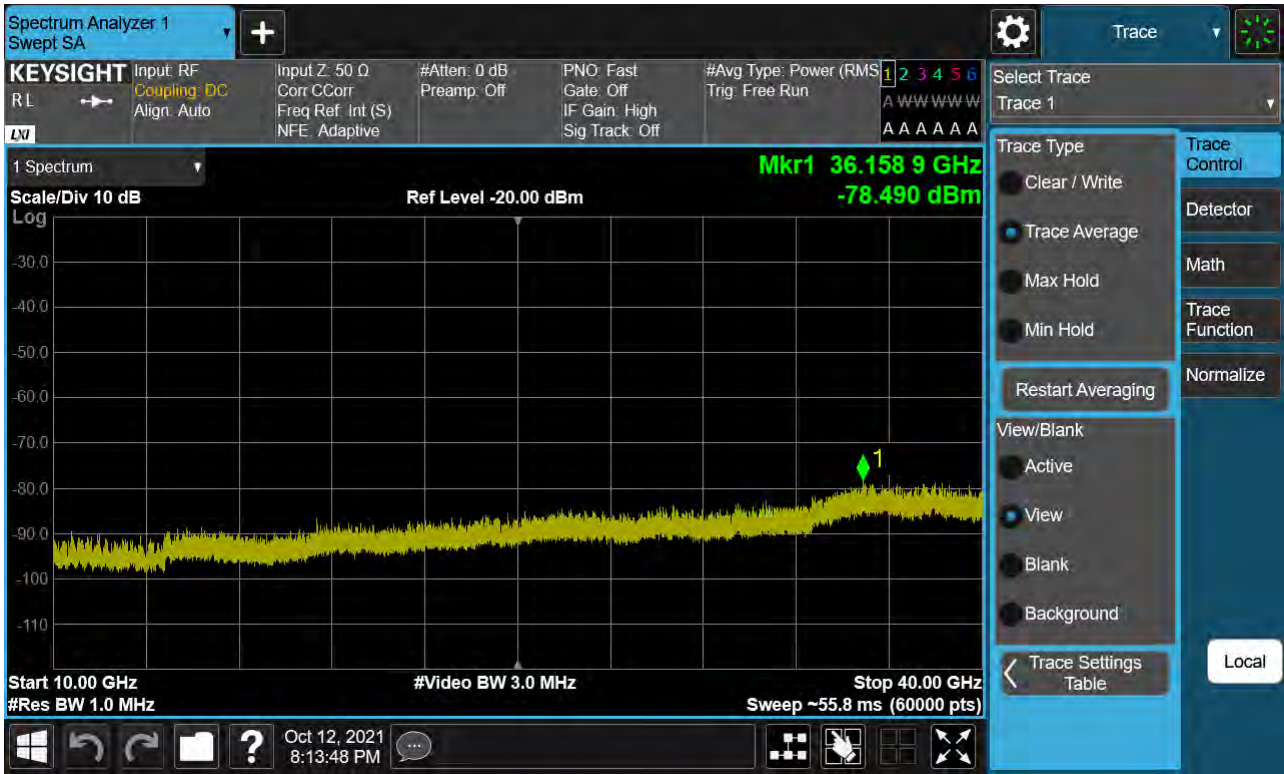 Spectrum Analyzer 1
Swept SA
+
Trace
KEYSIGHT
RL
LXI
Input: RF
Coupling: DC
Align: Auto
Input Z: 50 Ω
Corr CCorr
Freq Ref: Int (S)
NFE: Adaptive
#Atten: 0 dB
Preamp: Off
PNO: Fast
Gate: Off
IF Gain: High
Sig Track: Off
#Avg Type: Power (RMS
Trig: Free Run
1 2 3 4 5 6
A W W W W W
A A A A A A
Select Trace
Trace 1
1 Spectrum
Scale/Div 10 dB
Log
Ref Level -20.00 dBm
Mkr1 36.158 9 GHz
-78.490 dBm
-30.0
-40.0
-50.0
-60.0
-70.0
-80.0
-90.0
-100
-110
1
Start 10.00 GHz
#Res BW 1.0 MHz
#Video BW 3.0 MHz
Stop 40.00 GHz
Sweep ~55.8 ms (60000 pts)
Trace Type
Clear / Write
Trace Average
Max Hold
Min Hold
Restart Averaging
View/Blank
Active
View
Blank
Background
Trace Settings
Table
Trace
Control
Detector
Math
Trace
Function
Normalize
Local
?
Oct 12, 2021
8:13:48 PM